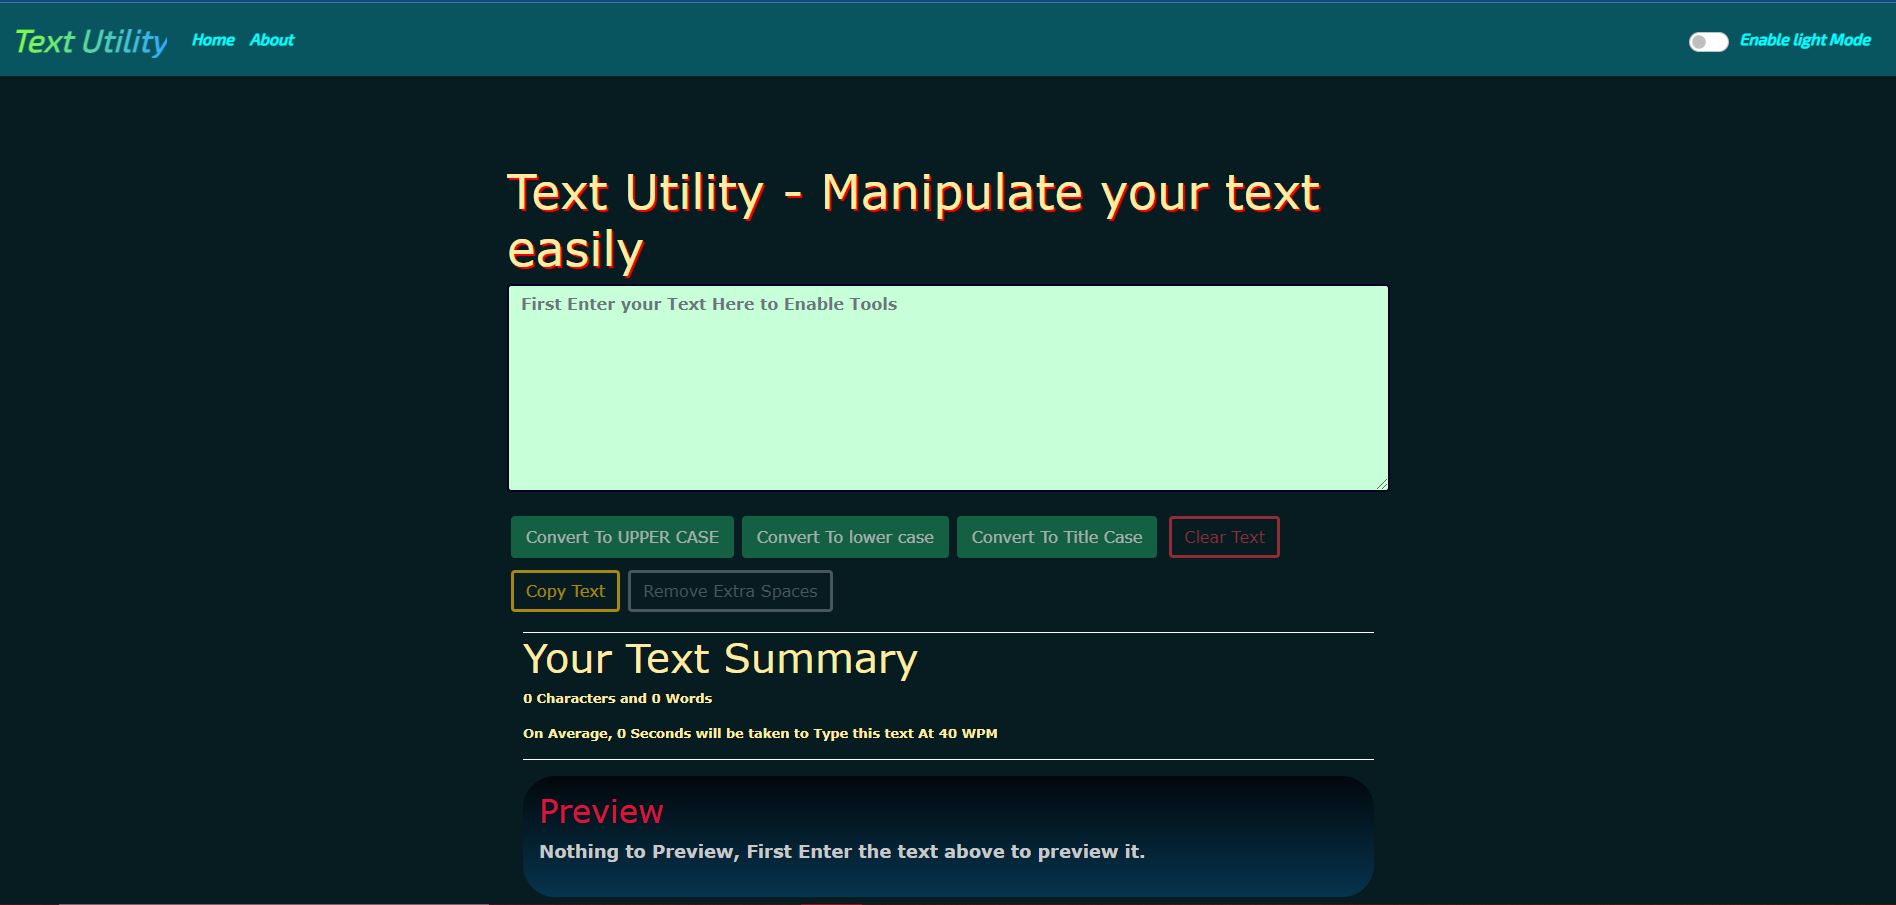 Text Utility Home About Enable light Mode
Text Utility - Manipulate your text
easily
First Enter your Text Here to Enable Tools
Convert To UPPER CASE Convert To lower case Convert To Title Case Clear Text
Copy Text Remove Extra Spaces
Your Text Summary
0 Characters and 0 Words
On Average, 0 Seconds will be taken to Type this text At 40 WPM
Preview
Nothing to Preview, First Enter the text above to preview it.